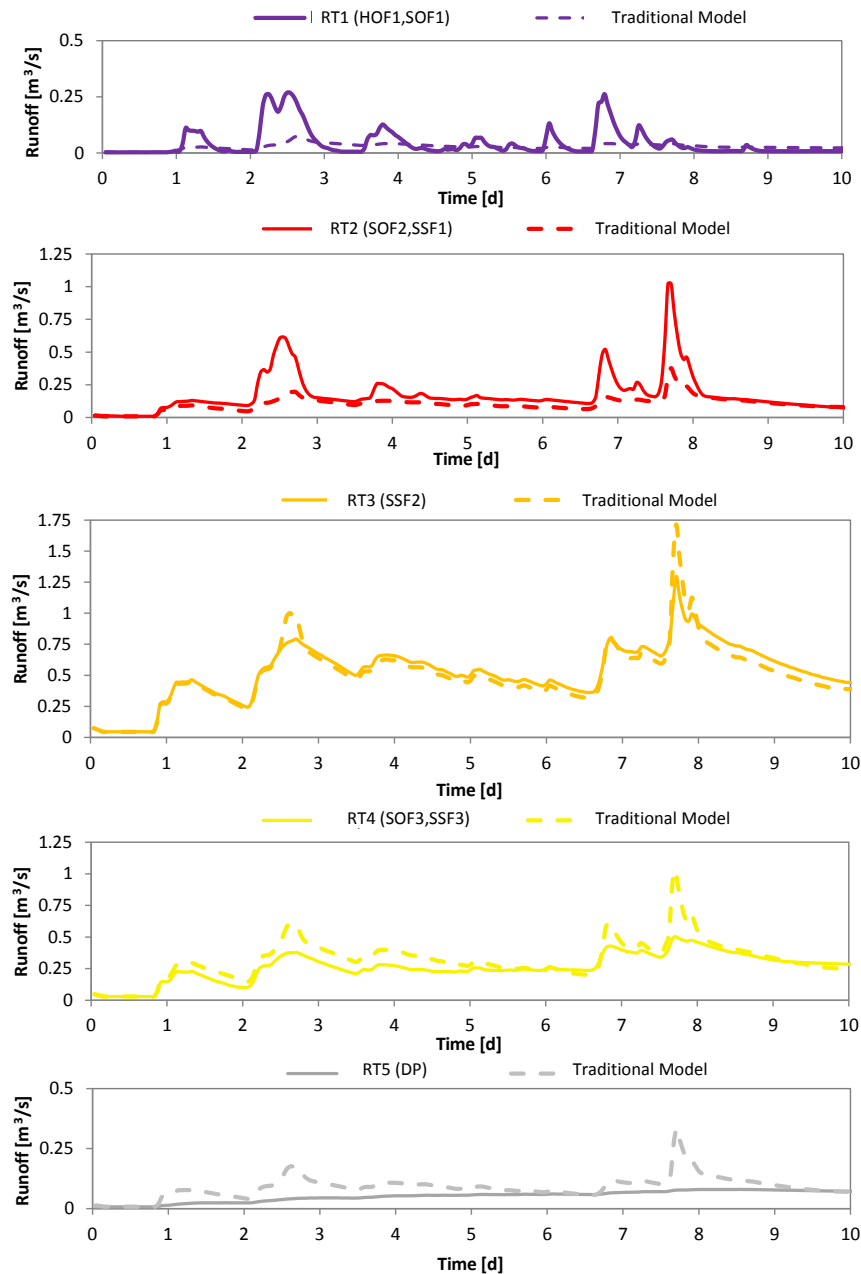 RT1 (HOF1,SOF1) Traditional Model
Runoff [m³/s]
0.5
0.25
0
0 1 2 3 4 5 6 7 8 9 10
Time [d]
RT2 (SOF2,SSF1) Traditional Model
Runoff [m³/s]
1.25
1
0.75
0.5
0.25
0
0 1 2 3 4 5 6 7 8 9 10
Time [d]
RT3 (SSF2) Traditional Model
Runoff [m³/s]
1.75
1.5
1.25
1
0.75
0.5
0.25
0
0 1 2 3 4 5 6 7 8 9 10
Time [d]
RT4 (SOF3,SSF3) Traditional Model
Runoff [m³/s]
1.25
1
0.75
0.5
0.25
0
0 1 2 3 4 5 6 7 8 9 10
Time [d]
RT5 (DP) Traditional Model
Runoff [m³/s]
0.5
0.25
0
0 1 2 3 4 5 6 7 8 9 10
Time [d]